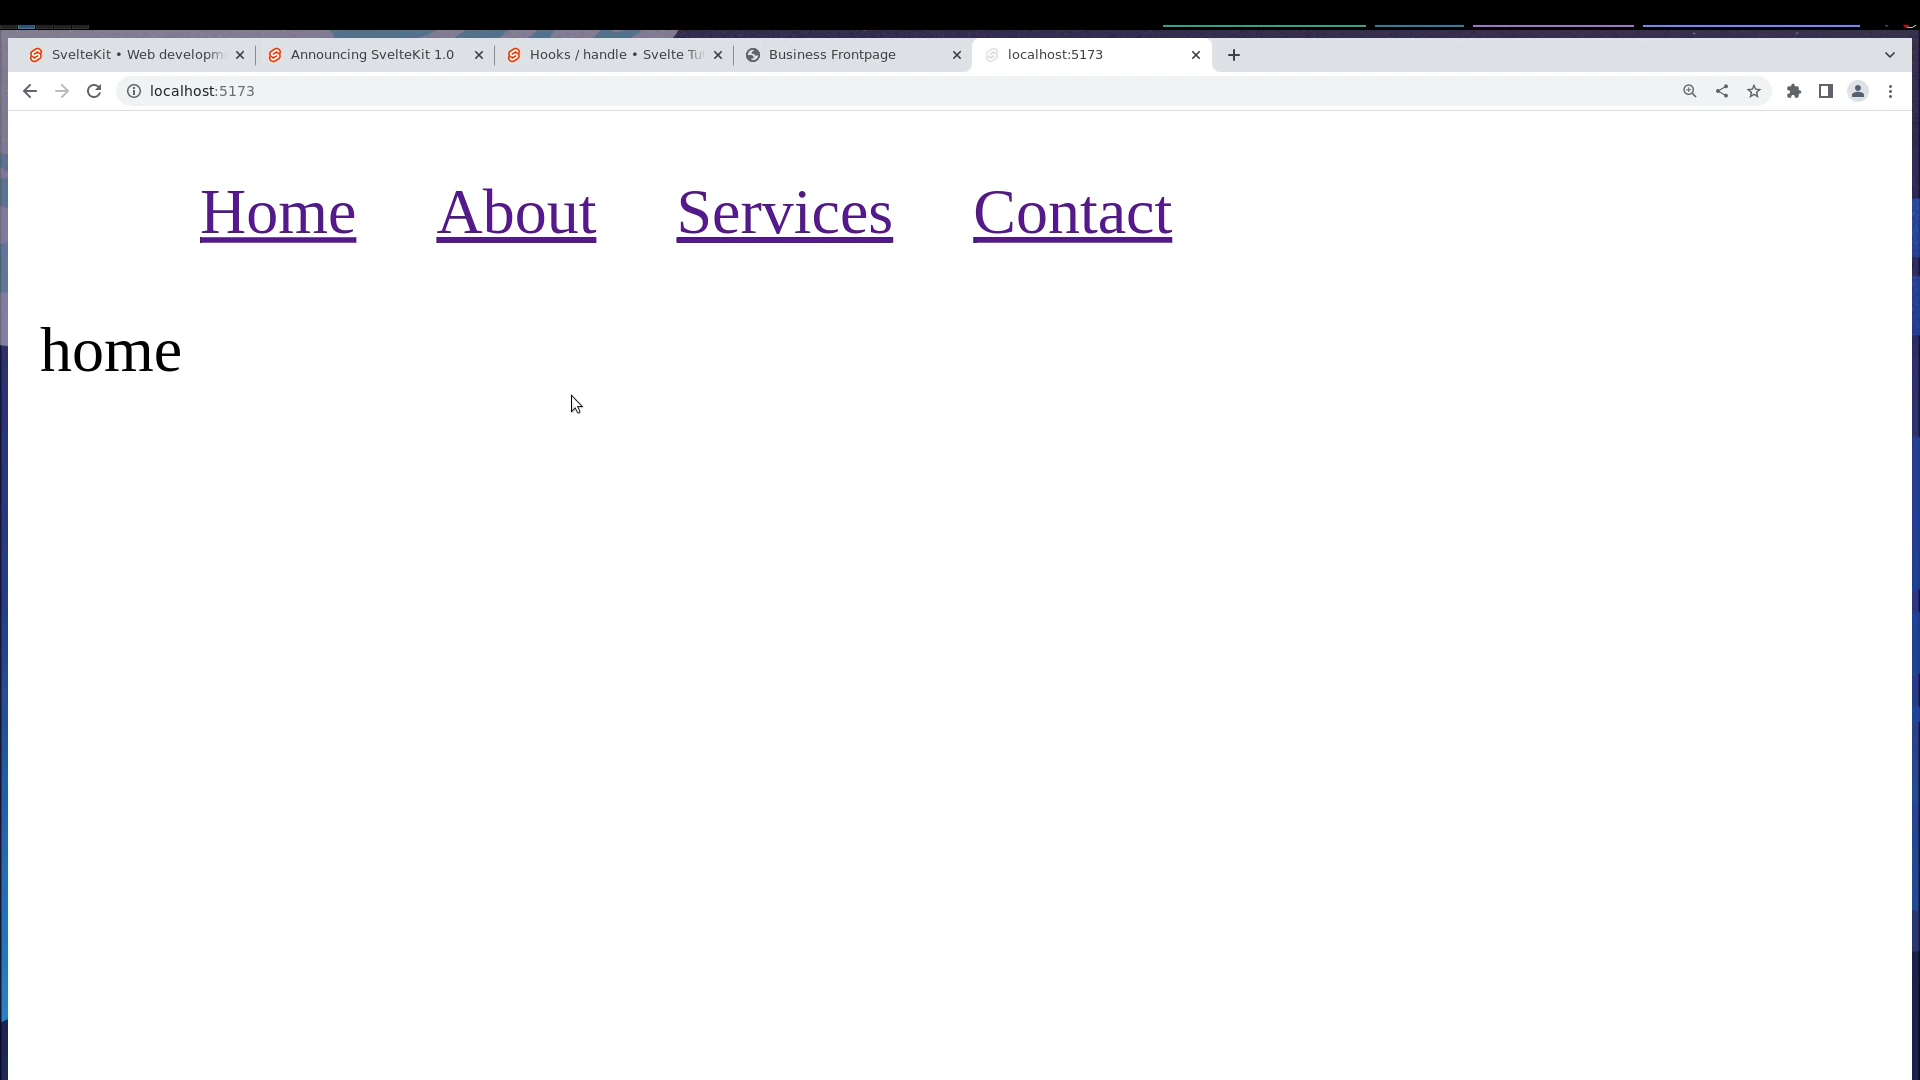 SvelteKit • Web developm
Announcing SvelteKit 1.0
Hooks / handle • Svelte Tu
Business Frontpage
localhost:5173
localhost:5173
Home About Services Contact
home